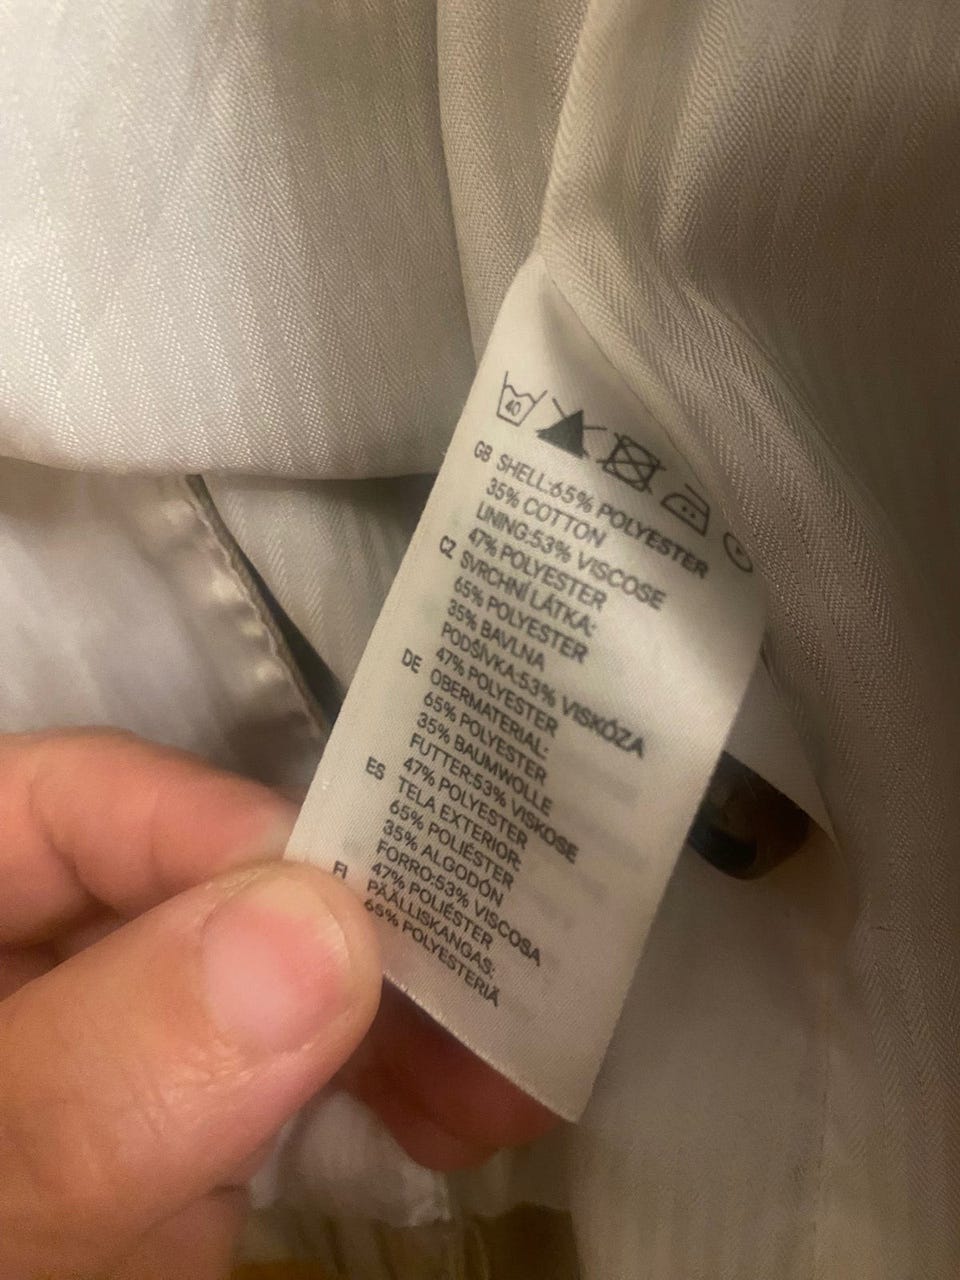 40
GB SHELL:65% POLYESTER
35% COTTON
LINING:53% VISCOSE
47% POLYESTER
CZ SVRCHNÍ LÁTKA:
65% POLYESTER
35% BAVLNA
PODŠÍVKA:53% VISKÓZA
47% POLYESTER
DE OBERMATERIAL:
65% POLYESTER
35% BAUMWOLLE
FUTTER:53% VISKOSE
47% POLYESTER
ES TELA EXTERIOR:
65% POLIÉSTER
35% ALGODÓN
FORRO:53% VISCOSA
47% POLIÉSTER
FI PÄÄLLISKANGAS:
65% POLYESTERIÄ